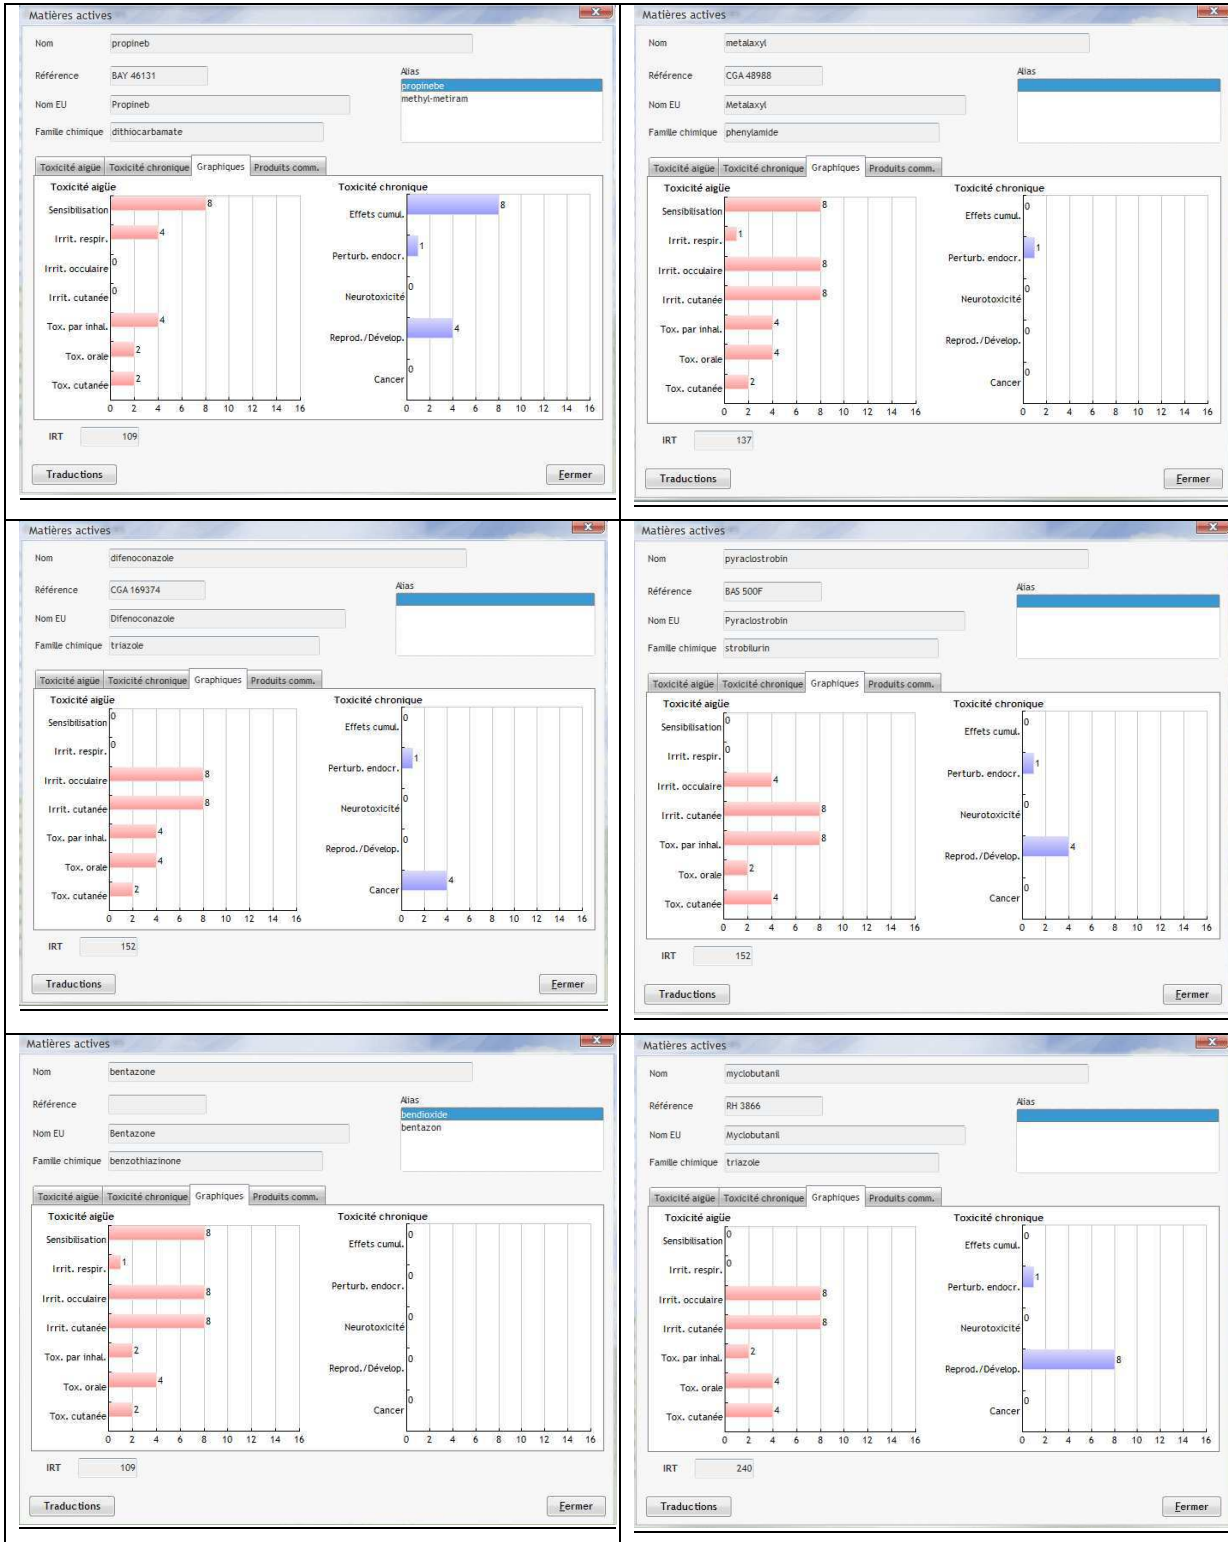 Matières actives
Nom propineb
Référence BAY 46131 Alias
propinebe
Nom EU Propineb methyl-metiram
Famille chimique dithiocarbamate
Toxicité aigüe Toxicité chronique Graphiques Produits comm.
Toxicité aigüe Toxicité chronique
Sensibilisation 8 Effets cumul. 8
Irrit. respir. 4 Perturb. endocr. 1
Irrit. occulaire 0 Neurotoxicité 0
Irrit. cutanée 0 Reprod./Dévelop. 4
Tox. par inhal. 4 Cancer 0
Tox. orale 2
Tox. cutanée 2
0 2 4 6 8 10 12 14 16 0 2 4 6 8 10 12 14 16
IRT 109
Traductions Fermer
Matières actives
Nom metalaxyl
Référence CGA 48988 Alias
Nom EU Metalaxyl
Famille chimique phenylamide
Toxicité aigüe Toxicité chronique Graphiques Produits comm.
Toxicité aigüe Toxicité chronique
Sensibilisation 8 Effets cumul. 0
Irrit. respir. 1 Perturb. endocr. 1
Irrit. occulaire 8 Neurotoxicité 0
Irrit. cutanée 8 Reprod./Dévelop. 0
Tox. par inhal. 4 Cancer 0
Tox. orale 4
Tox. cutanée 2
0 2 4 6 8 10 12 14 16 0 2 4 6 8 10 12 14 16
IRT 137
Traductions Fermer
Matières actives
Nom difenoconazole
Référence CGA 169374 Alias
Nom EU Difenoconazole
Famille chimique triazole
Toxicité aigüe Toxicité chronique Graphiques Produits comm.
Toxicité aigüe Toxicité chronique
Sensibilisation 0 Effets cumul. 0
Irrit. respir. 0 Perturb. endocr. 1
Irrit. occulaire 8 Neurotoxicité 0
Irrit. cutanée 8 Reprod./Dévelop. 0
Tox. par inhal. 4 Cancer 4
Tox. orale 4
Tox. cutanée 2
0 2 4 6 8 10 12 14 16 0 2 4 6 8 10 12 14 16
IRT 152
Traductions Fermer
Matières actives
Nom pyraclostrobin
Référence BAS 500F Alias
Nom EU Pyraclostrobin
Famille chimique strobilurin
Toxicité aigüe Toxicité chronique Graphiques Produits comm.
Toxicité aigüe Toxicité chronique
Sensibilisation 0 Effets cumul. 0
Irrit. respir. 0 Perturb. endocr. 1
Irrit. occulaire 4 Neurotoxicité 0
Irrit. cutanée 8 Reprod./Dévelop. 4
Tox. par inhal. 8 Cancer 0
Tox. orale 2
Tox. cutanée 4
0 2 4 6 8 10 12 14 16 0 2 4 6 8 10 12 14 16
IRT 152
Traductions Fermer
Matières actives
Nom bentazone
Référence Alias
bendioxide
Nom EU Bentazone bentazon
Famille chimique benzothiazinone
Toxicité aigüe Toxicité chronique Graphiques Produits comm.
Toxicité aigüe Toxicité chronique
Sensibilisation 8 Effets cumul. 0
Irrit. respir. 1 Perturb. endocr. 0
Irrit. occulaire 8 Neurotoxicité 0
Irrit. cutanée 8 Reprod./Dévelop. 0
Tox. par inhal. 2 Cancer 0
Tox. orale 4
Tox. cutanée 2
0 2 4 6 8 10 12 14 16 0 2 4 6 8 10 12 14 16
IRT 109
Traductions Fermer
Matières actives
Nom myclobutanil
Référence RH 3866 Alias
Nom EU Myclobutanil
Famille chimique triazole
Toxicité aigüe Toxicité chronique Graphiques Produits comm.
Toxicité aigüe Toxicité chronique
Sensibilisation 0 Effets cumul. 0
Irrit. respir. 0 Perturb. endocr. 1
Irrit. occulaire 8 Neurotoxicité 0
Irrit. cutanée 8 Reprod./Dévelop. 8
Tox. par inhal. 2 Cancer 0
Tox. orale 4
Tox. cutanée 4
0 2 4 6 8 10 12 14 16 0 2 4 6 8 10 12 14 16
IRT 240
Traductions Fermer